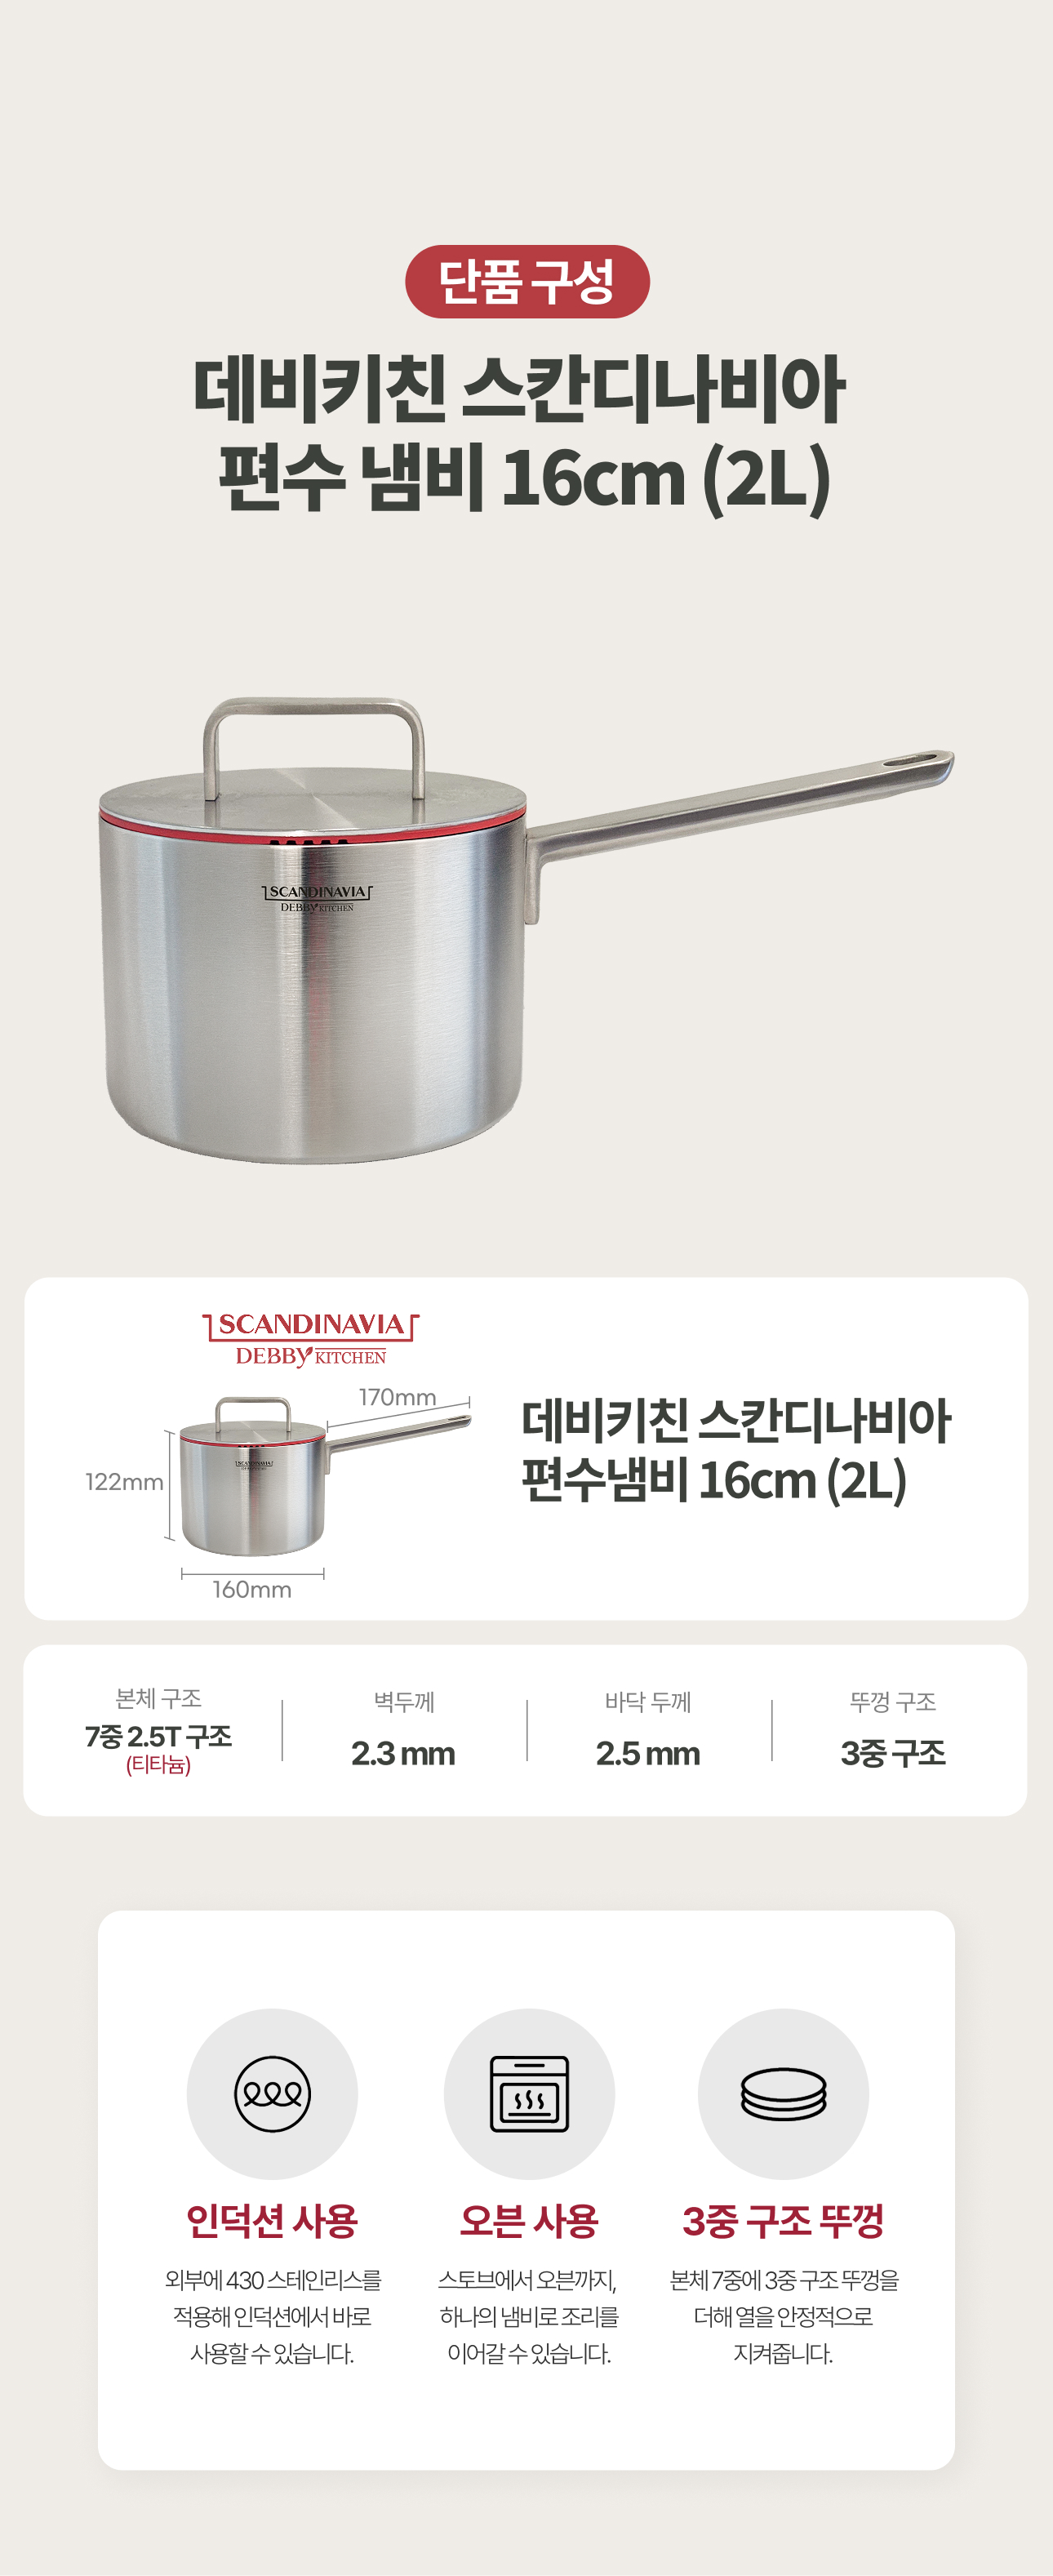 단품 구성
데비키친 스칸디나비아
편수 냄비 16cm (2L)
SCANDINAVIA
DEBBY KITCHEN
SCANDINAVIA
DEBBY KITCHEN
170mm
122mm
160mm
데비키친 스칸디나비아
편수냄비 16cm (2L)
본체 구조
7중 2.5T 구조
(티타늄)
벽두께
2.3 mm
바닥 두께
2.5 mm
뚜껑 구조
3중 구조
인덕션 사용
외부에 430 스테인리스를
적용해 인덕션에서 바로
사용할 수 있습니다.
오븐 사용
스토브에서 오븐까지,
하나의 냄비로 조리를
이어갈 수 있습니다.
3중 구조 뚜껑
본체 7중에 3중 구조 뚜껑을
더해 열을 안정적으로
지켜줍니다.